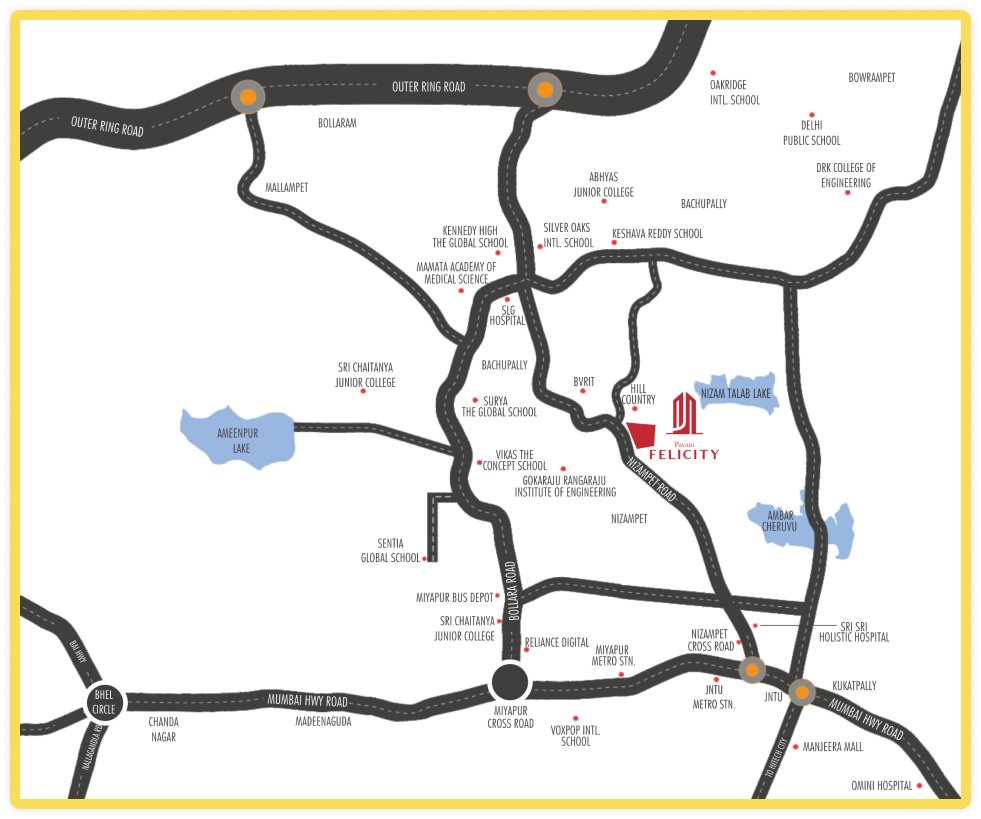 OAKRIDGE
INTL. SCHOOL
BOWRAMPET
OUTER RING ROAD
OUTER RING ROAD
BOLLARAM
DELHI
PUBLIC SCHOOL
DRK COLLEGE OF
ENGINEERING
ABHYAS
JUNIOR COLLEGE
MALLAMPET
BACHUPALLY
KENNEDY HIGH
THE GLOBAL SCHOOL
SILVER OAKS
INTL. SCHOOL
KESHAVA REDDY SCHOOL
MAMATA ACADEMY OF
MEDICAL SCIENCE
SLG
HOSPITAL
BACHUPALLY
SRI CHAITANYA
JUNIOR COLLEGE
BVRIT
HILL
COUNTRY
NIZAM TALAB LAKE
SURYA
THE GLOBAL SCHOOL
AMEENPUR
LAKE
Pavani
FELICITY
VIKAS THE
CONCEPT SCHOOL
GOKARAJU RANGARAJU
INSTITUTE OF ENGINEERING
NIZAMPET ROAD
NIZAMPET
AMBAR
CHERUVU
SENTIA
GLOBAL SCHOOL
BOLLARA ROAD
MIYAPUR BUS DEPOT
SRI CHAITANYA
JUNIOR COLLEGE
RELIANCE DIGITAL
MIYAPUR
METRO STN.
NIZAMPET
CROSS ROAD
SRI SRI
HOLISTIC HOSPITAL
BAI HWY
BHEL
CIRCLE
MUMBAI HWY ROAD
CHANDA
NAGAR
MADEENAGUDA
MIYAPUR
CROSS ROAD
JNTU
METRO STN.
JNTU
KUKATPALLY
MUMBAI HWY ROAD
VOXPOP INTL.
SCHOOL
NALLAGANDLA RD
TO HITECH CITY
MANJEERA MALL
OMINI HOSPITAL